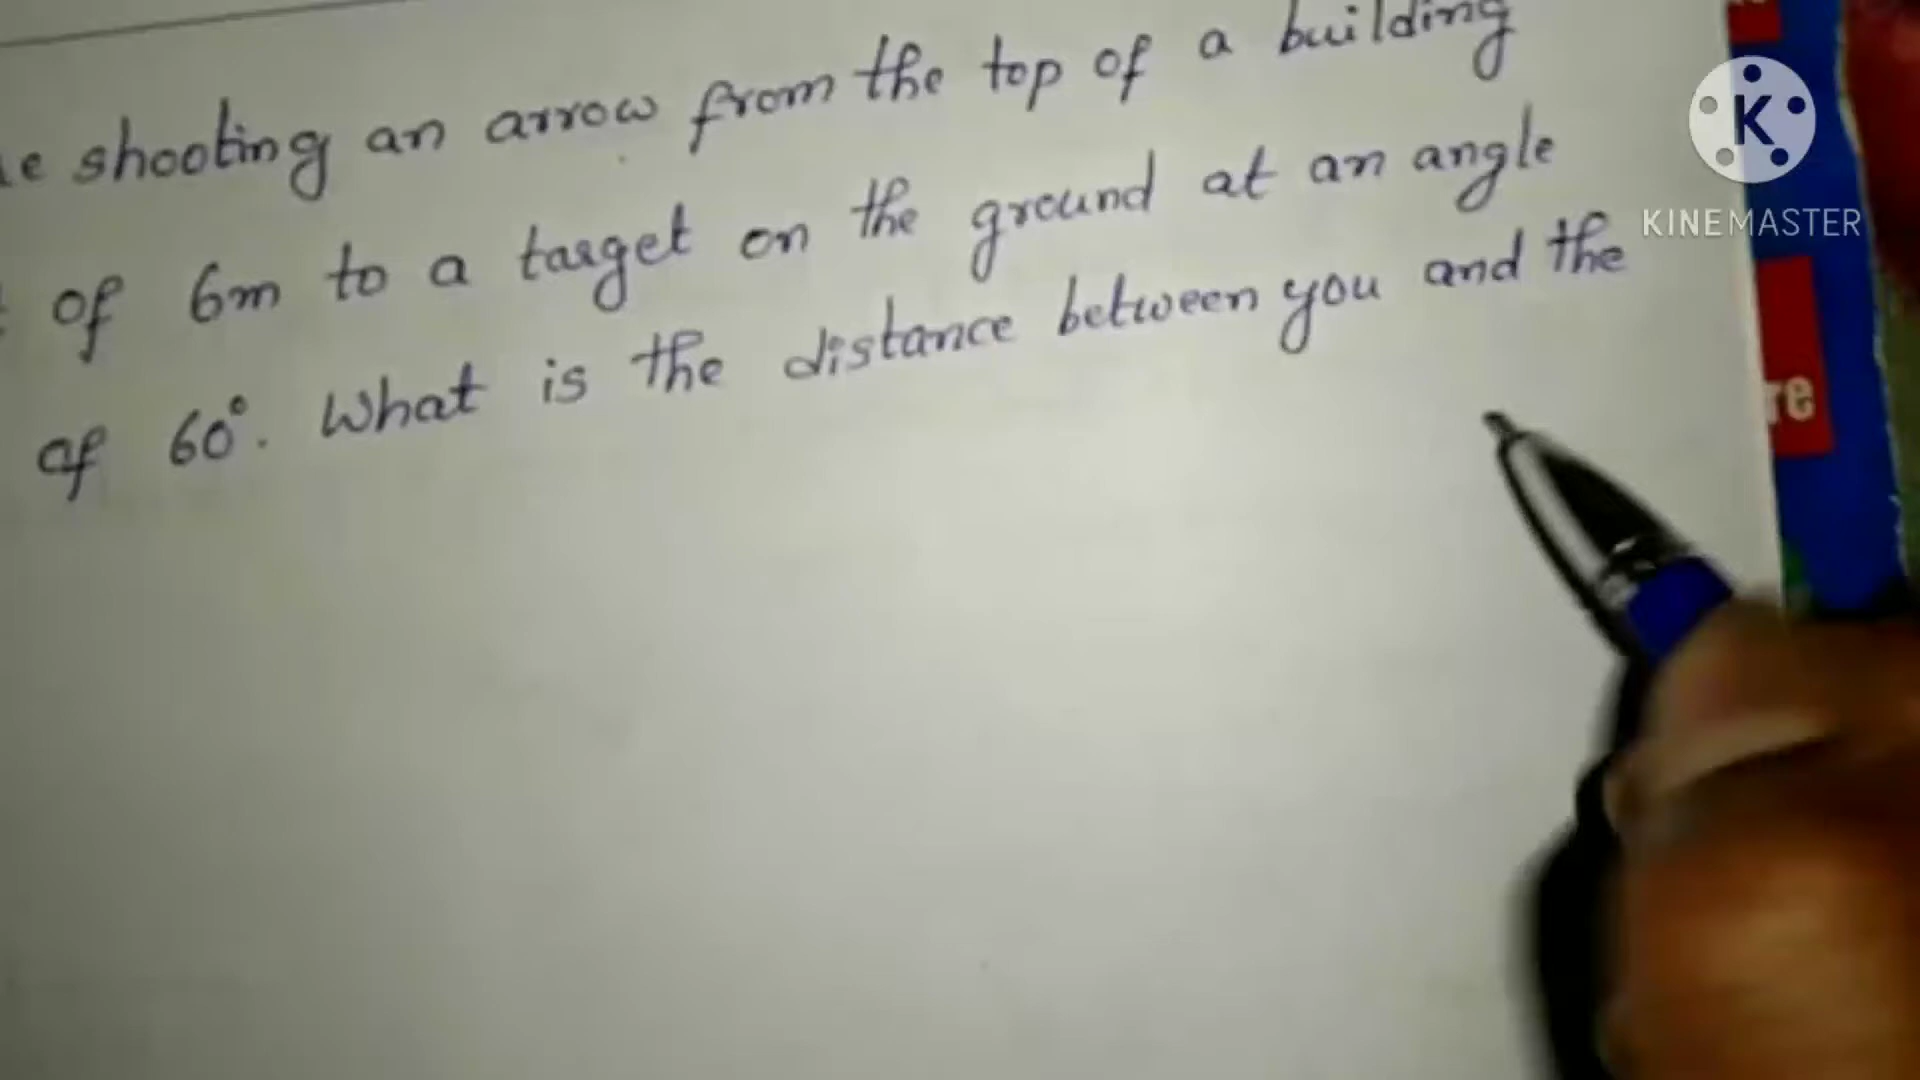 shooting an arrow from the top of a building
of 6m to a target on the ground at an angle
of 60°. What is the distance between you and the
K
KINEMASTER
re